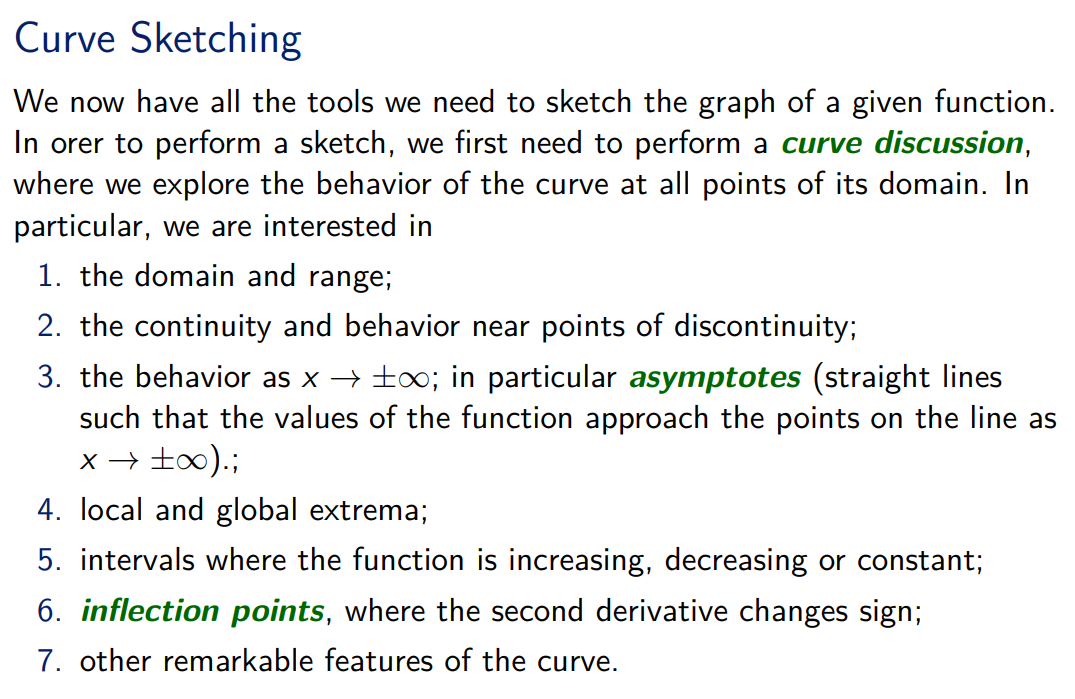 Curve Sketching
We now have all the tools we need to sketch the graph of a given function.
In orer to perform a sketch, we first need to perform a curve discussion,
where we explore the behavior of the curve at all points of its domain. In
particular, we are interested in
1. the domain and range;
2. the continuity and behavior near points of discontinuity;
3. the behavior as x → ±∞; in particular asymptotes (straight lines
such that the values of the function approach the points on the line as
x → ±∞).;
4. local and global extrema;
5. intervals where the function is increasing, decreasing or constant;
6. inflection points, where the second derivative changes sign;
7. other remarkable features of the curve.